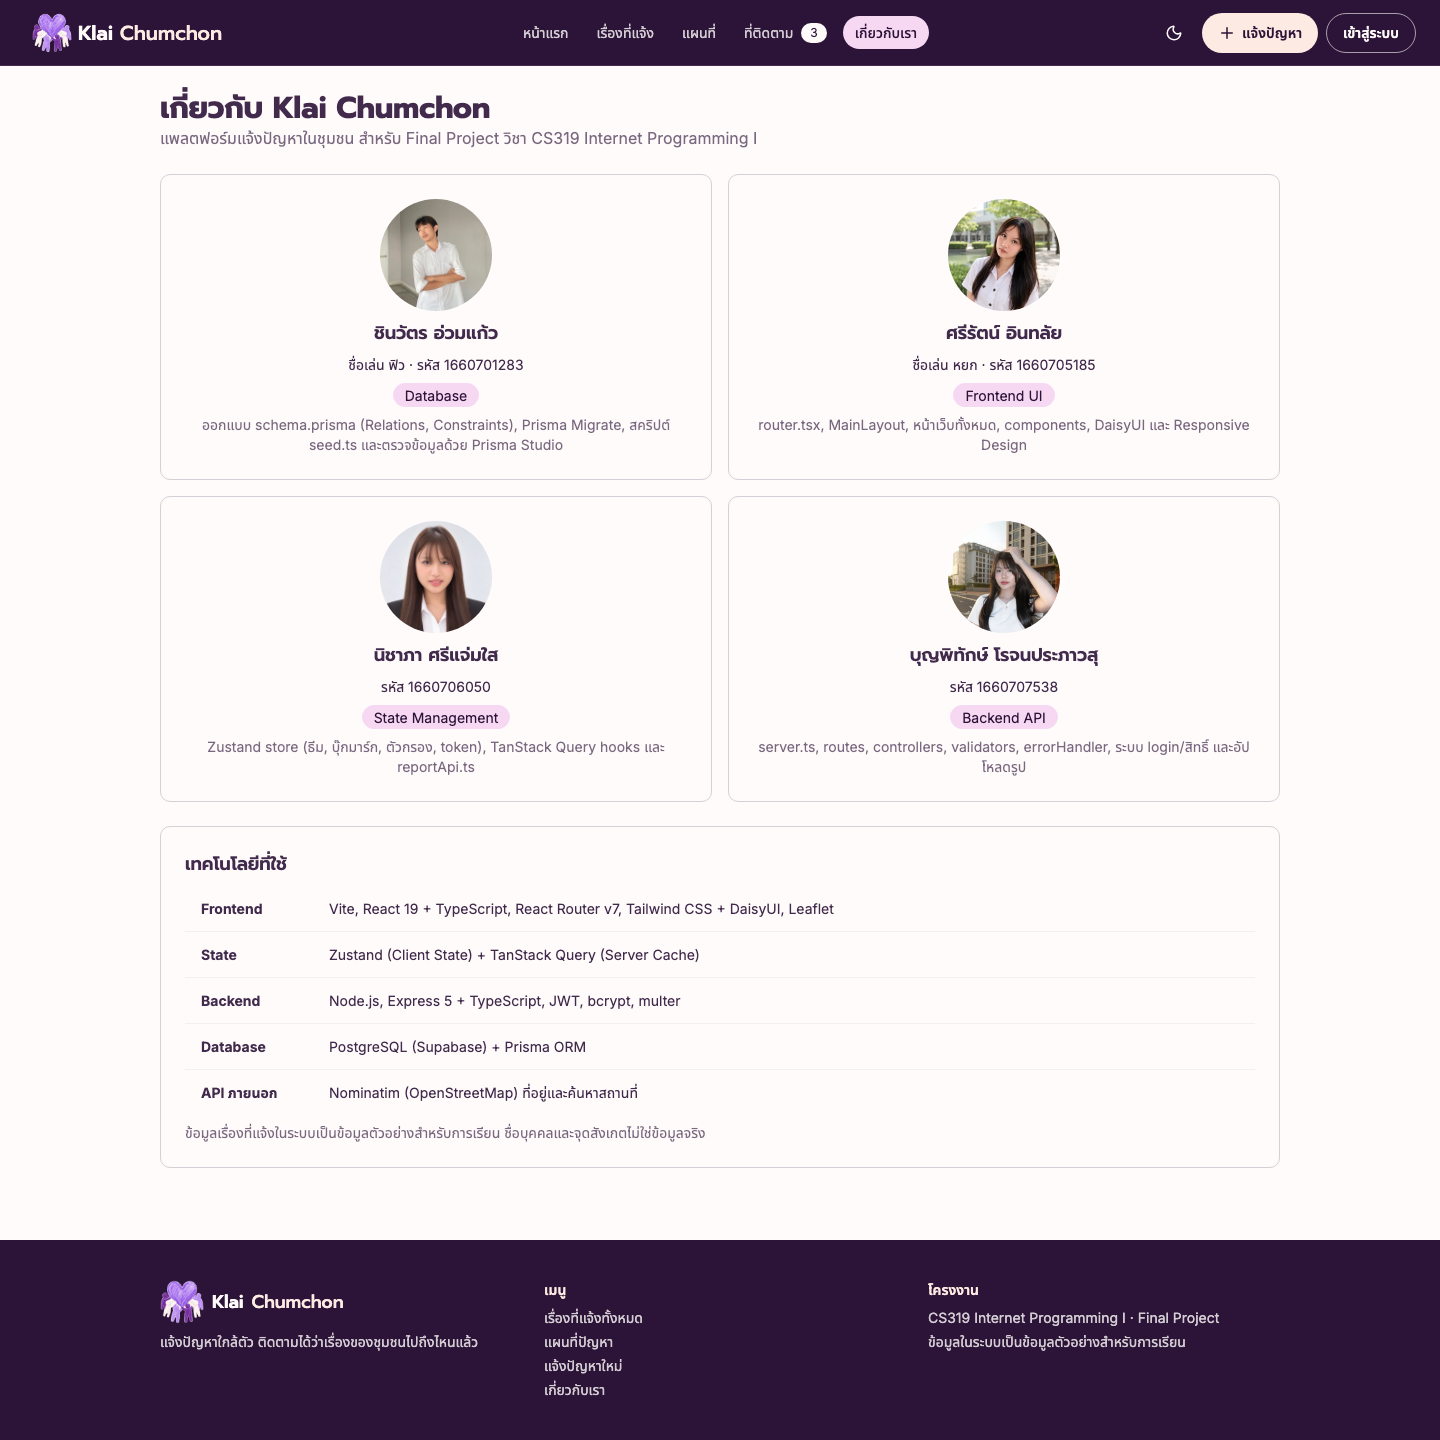 Klai Chumchon
หน้าแรก
เรื่องที่แจ้ง
แผนที่
ที่ติดตาม 3
เกี่ยวกับเรา
แจ้งปัญหา
เข้าสู่ระบบ
เกี่ยวกับ Klai Chumchon
แพลตฟอร์มแจ้งปัญหาในชุมชน สำหรับ Final Project วิชา CS319 Internet Programming I
ชินวัตร อ่วมแก้ว
ชื่อเล่น ฟิว · รหัส 1660701283
Database
ออกแบบ schema.prisma (Relations, Constraints), Prisma Migrate, สคริปต์
seed.ts และตรวจข้อมูลด้วย Prisma Studio
ศรีรัตน์ อินทลัย
ชื่อเล่น หยก · รหัส 1660705185
Frontend UI
router.tsx, MainLayout, หน้าเว็บทั้งหมด, components, DaisyUI และ Responsive
Design
นิชาภา ศรีแจ่มใส
รหัส 1660706050
State Management
Zustand store (ธีม, บุ๊กมาร์ก, ตัวกรอง, token), TanStack Query hooks และ
reportApi.ts
บุญพิทักษ์ โรจนประภาวสุ
รหัส 1660707538
Backend API
server.ts, routes, controllers, validators, errorHandler, ระบบ login/สิทธิ์ และอัป
โหลดรูป
เทคโนโลยีที่ใช้
Frontend Vite, React 19 + TypeScript, React Router v7, Tailwind CSS + DaisyUI, Leaflet
State Zustand (Client State) + TanStack Query (Server Cache)
Backend Node.js, Express 5 + TypeScript, JWT, bcrypt, multer
Database PostgreSQL (Supabase) + Prisma ORM
API ภายนอก Nominatim (OpenStreetMap) ที่อยู่และค้นหาสถานที่
ข้อมูลเรื่องที่แจ้งในระบบเป็นข้อมูลตัวอย่างสำหรับการเรียน ชื่อบุคคลและจุดสังเกตไม่ใช่ข้อมูลจริง
Klai Chumchon
แจ้งปัญหาใกล้ตัว ติดตามได้ว่าเรื่องของชุมชนไปถึงไหนแล้ว
เมนู
เรื่องที่แจ้งทั้งหมด
แผนที่ปัญหา
แจ้งปัญหาใหม่
เกี่ยวกับเรา
โครงงาน
CS319 Internet Programming I · Final Project
ข้อมูลในระบบเป็นข้อมูลตัวอย่างสำหรับการเรียน